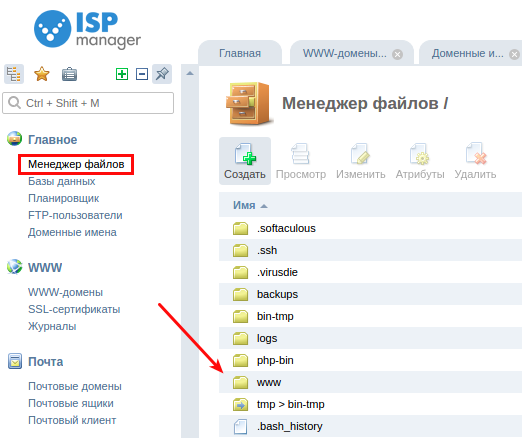 ISP
manager
Главная
WWW-домены...
Доменные и...
Ctrl + Shift + M
Менеджер файлов /
Главное
Менеджер файлов
Базы данных
Планировщик
FTP-пользователи
Доменные имена
Создать
Просмотр
Изменить
Атрибуты
Удалить
Имя
.softaculous
.ssh
.virusdie
backups
bin-tmp
logs
php-bin
www
tmp > bin-tmp
.bash_history
WWW
WWW-домены
SSL-сертификаты
Журналы
Почта
Почтовые домены
Почтовые ящики
Почтовый клиент